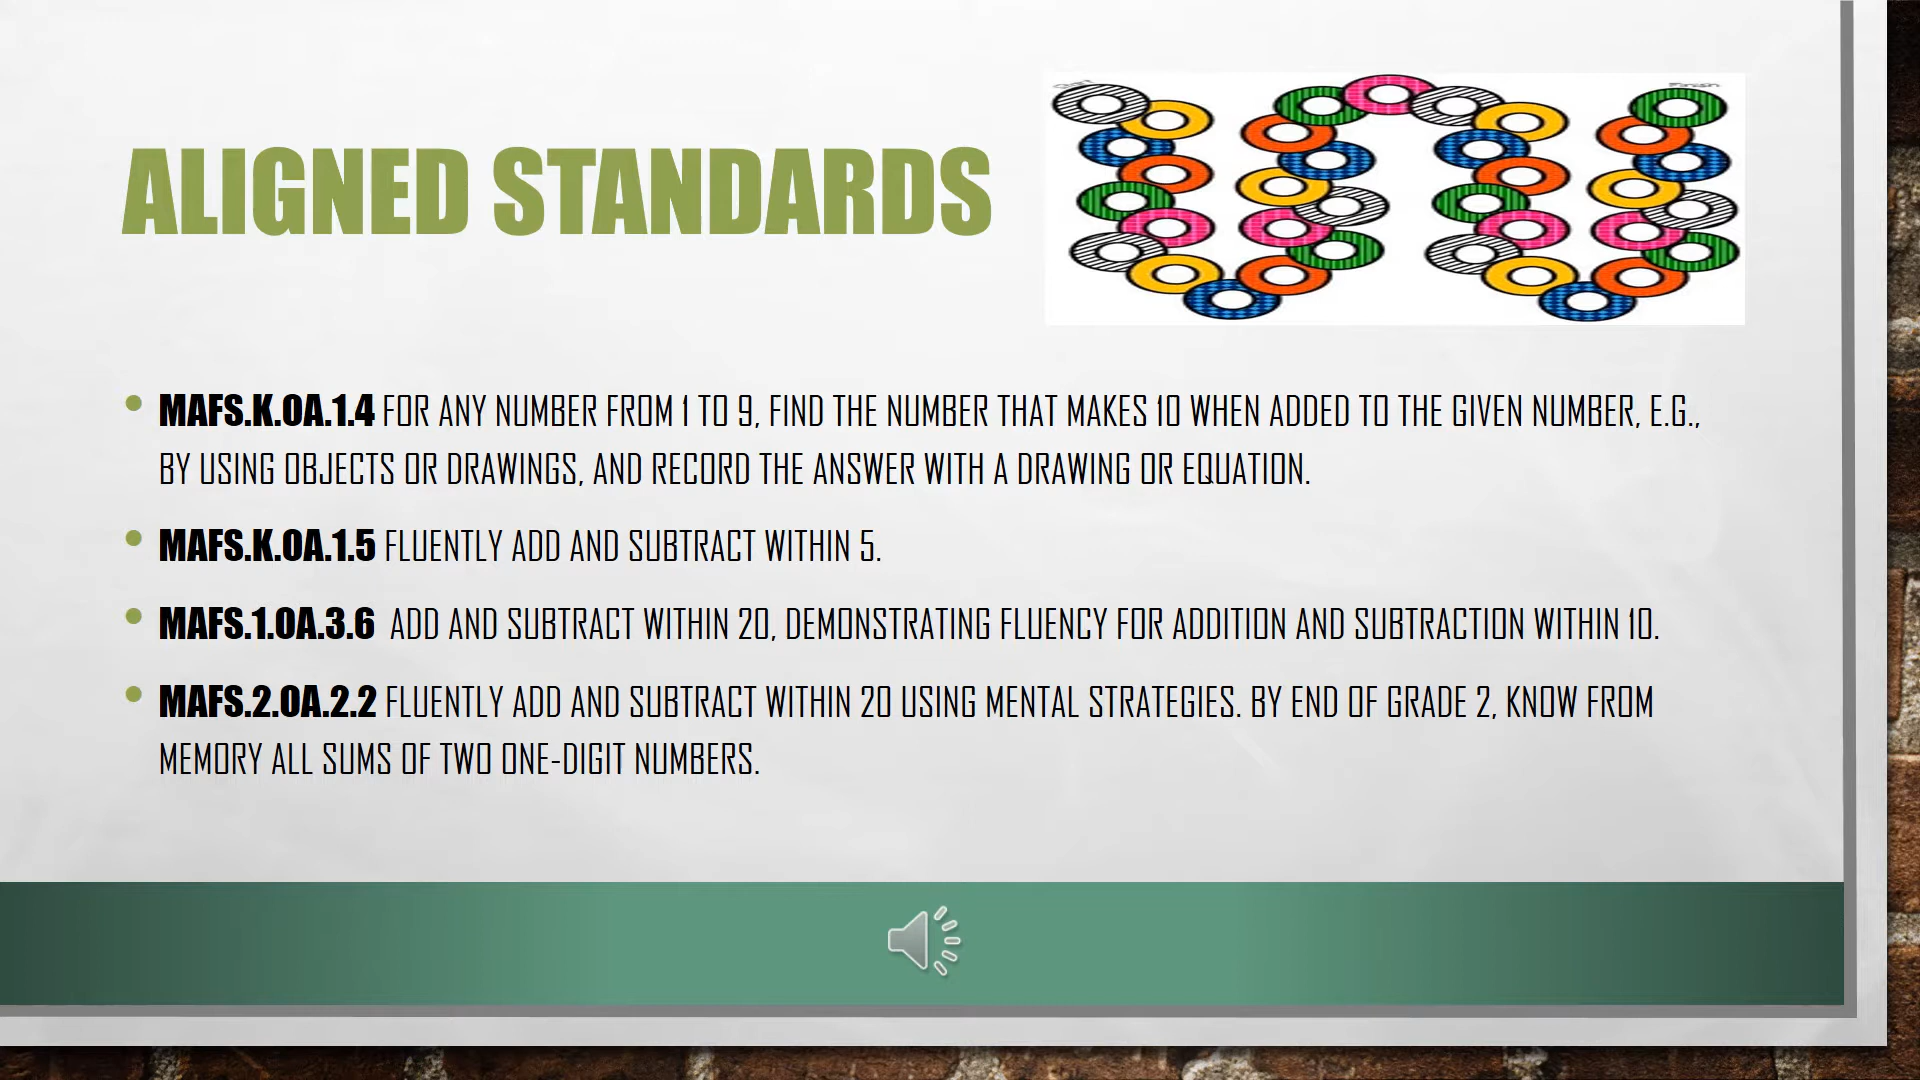 ALIGNED STANDARDS
MAFS.K.OA.1.4 FOR ANY NUMBER FROM 1 TO 9, FIND THE NUMBER THAT MAKES 10 WHEN ADDED TO THE GIVEN NUMBER, E.G.,
BY USING OBJECTS OR DRAWINGS, AND RECORD THE ANSWER WITH A DRAWING OR EQUATION.
MAFS.K.OA.1.5 FLUENTLY ADD AND SUBTRACT WITHIN 5.
MAFS.1.OA.3.6 ADD AND SUBTRACT WITHIN 20, DEMONSTRATING FLUENCY FOR ADDITION AND SUBTRACTION WITHIN 10.
MAFS.2.OA.2.2 FLUENTLY ADD AND SUBTRACT WITHIN 20 USING MENTAL STRATEGIES. BY END OF GRADE 2, KNOW FROM
MEMORY ALL SUMS OF TWO ONE-DIGIT NUMBERS.